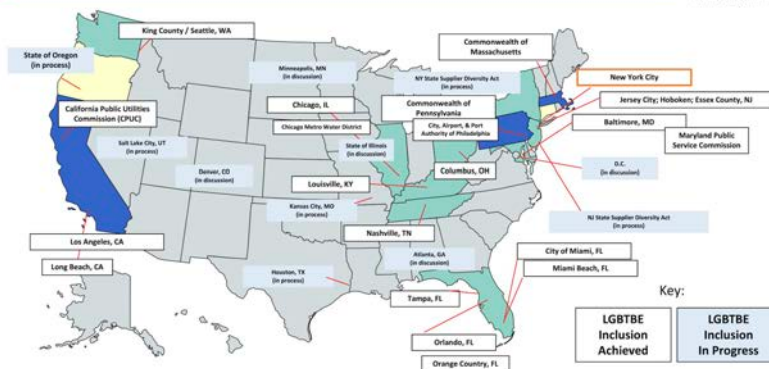 King County / Seattle, WA
State of Oregon
(in process)
California Public Utilities
Commission (CPUC)
Salt Lake City, UT
(in process)
Denver, CO
(in discussion)
Los Angeles, CA
Long Beach, CA
Minneapolis, MN
(in discussion)
Chicago, IL
Chicago Metro Water District
State of Illinois
(in discussion)
Louisville, KY
Kansas City, MO
(in process)
Nashville, TN
Houston, TX
(in process)
Atlanta, GA
(in discussion)
Columbus, OH
Commonwealth of
Massachusetts
NY State Supplier Diversity Act
(in process)
New York City
Commonwealth of
Pennsylvania
City, Airport, & Port
Authority of Philadelphia
Jersey City; Hoboken; Essex County, NJ
Baltimore, MD
Maryland Public
Service Commission
D.C.
(in discussion)
NJ State Supplier Diversity Act
(in process)
City of Miami, FL
Miami Beach, FL
Tampa, FL
Orlando, FL
Orange Country, FL
Key:
LGBTBE
Inclusion
Achieved
LGBTBE
Inclusion
In Progress